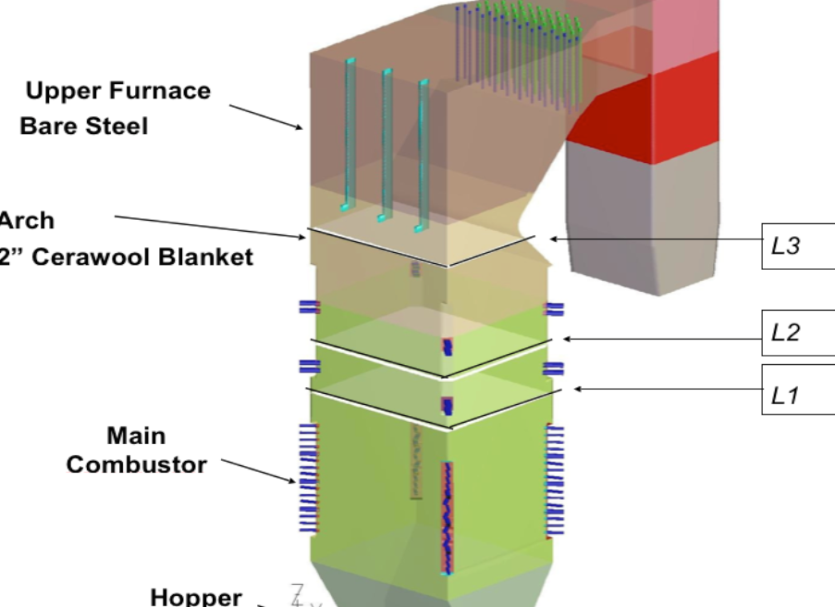 Upper Furnace
Bare Steel
Arch
2” Cerawool Blanket
L3
L2
L1
Main
Combustor
Hopper
Z